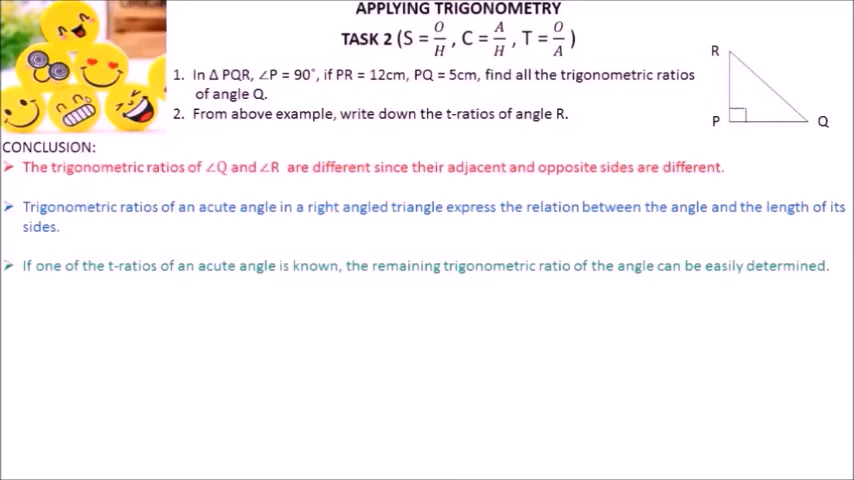 APPLYING TRIGONOMETRY
TASK 2 (S = O/H , C = A/H , T = O/A )
1. In Δ PQR, ∠P = 90˚, if PR = 12cm, PQ = 5cm, find all the trigonometric ratios
of angle Q.
2. From above example, write down the t-ratios of angle R.
R
P
Q
CONCLUSION:
➢ The trigonometric ratios of ∠Q and ∠R are different since their adjacent and opposite sides are different.
➢ Trigonometric ratios of an acute angle in a right angled triangle express the relation between the angle and the length of its
sides.
➢ If one of the t-ratios of an acute angle is known, the remaining trigonometric ratio of the angle can be easily determined.